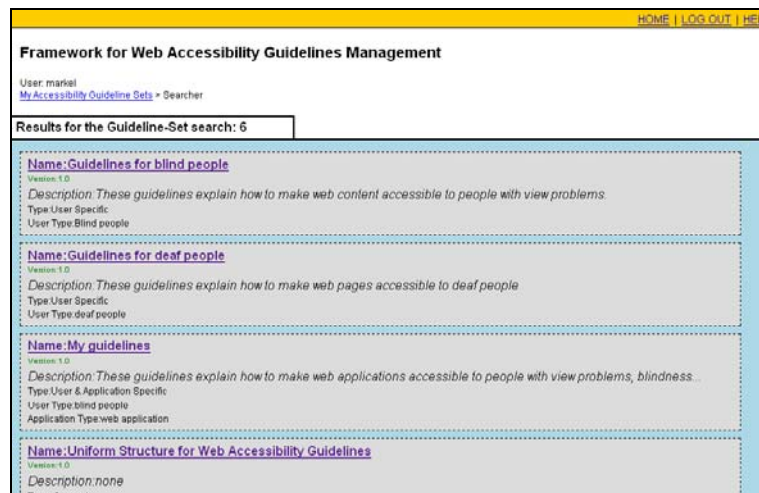 HOME | LOG OUT | HE
Framework for Web Accessibility Guidelines Management
User: markel
My Accessibility Guideline Sets > Searcher
Results for the Guideline-Set search: 6
Name:Guidelines for blind people
Version:1.0
Description:These guidelines explain how to make web content accessible to people with view problems.
Type:User Specific
User Type:Blind people
Name:Guidelines for deaf people
Version:1.0
Description:These guidelines explain how to make web pages accessible to deaf people
Type:User Specific
User Type:deaf people
Name:My guidelines
Version:1.0
Description:These guidelines explain how to make web applications accessible to people with view problems, blindness...
Type:User & Application Specific
User Type:blind people
Application Type:web application
Name:Uniform Structure for Web Accessibility Guidelines
Version:1.0
Description:none